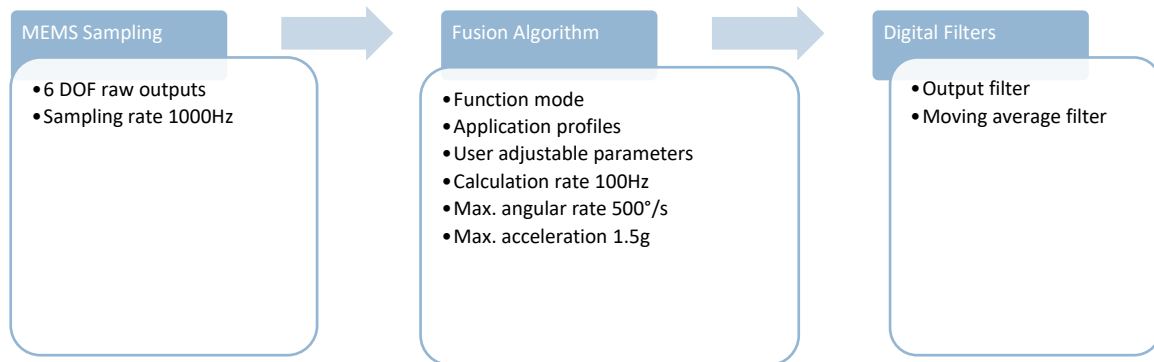 MEMS Sampling
•6 DOF raw outputs
•Sampling rate 1000Hz
Fusion Algorithm
•Function mode
•Application profiles
•User adjustable parameters
•Calculation rate 100Hz
•Max. angular rate 500°/s
•Max. acceleration 1.5g
Digital Filters
•Output filter
•Moving average filter